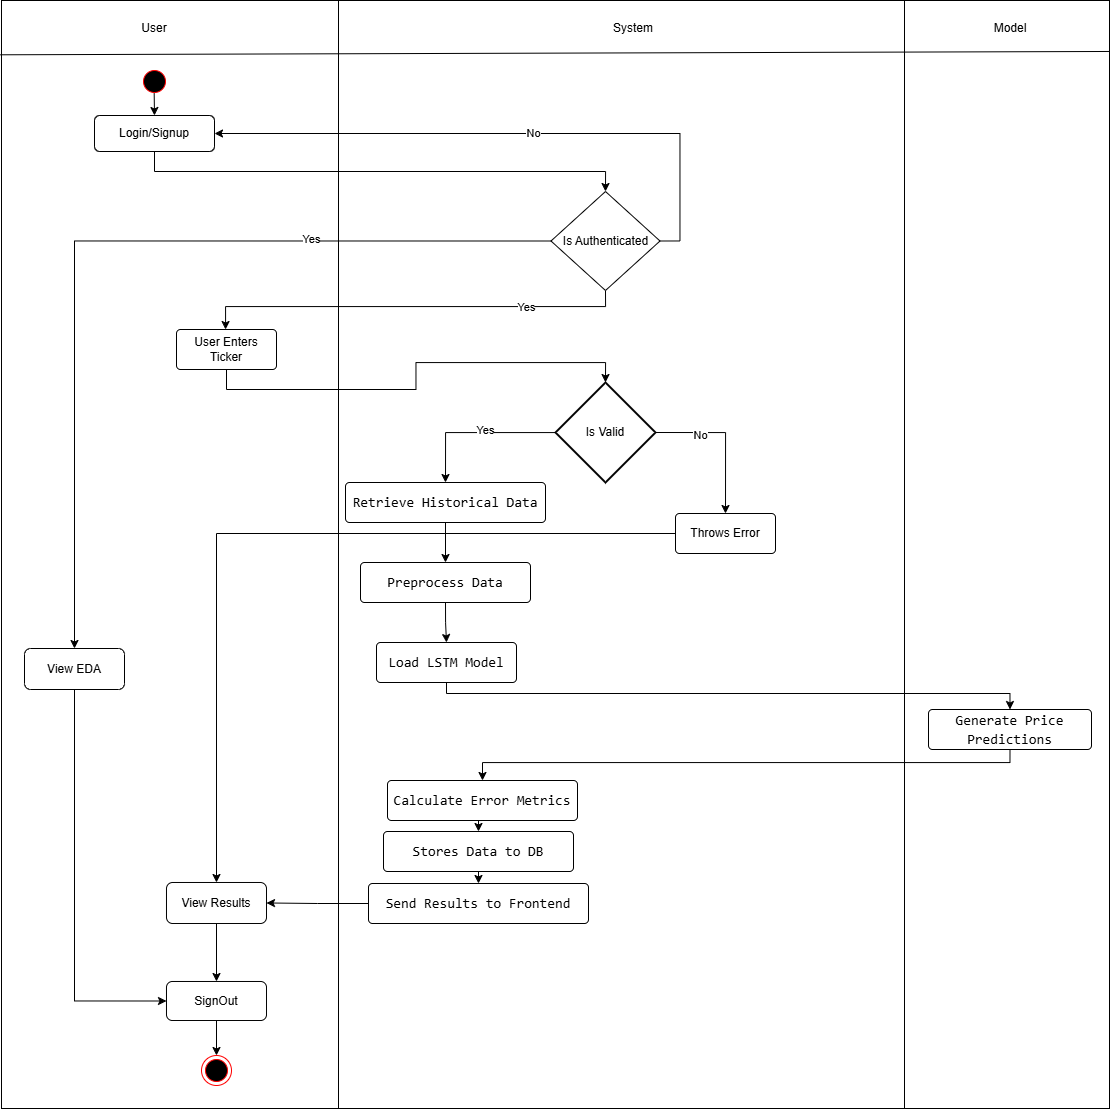 User
System
Model
Login/Signup
No
Is Authenticated
Yes
Yes
User Enters
Ticker
Is Valid
Yes
No
Retrieve Historical Data
Throws Error
Preprocess Data
Load LSTM Model
View EDA
Generate Price
Predictions
Calculate Error Metrics
Stores Data to DB
Send Results to Frontend
View Results
SignOut